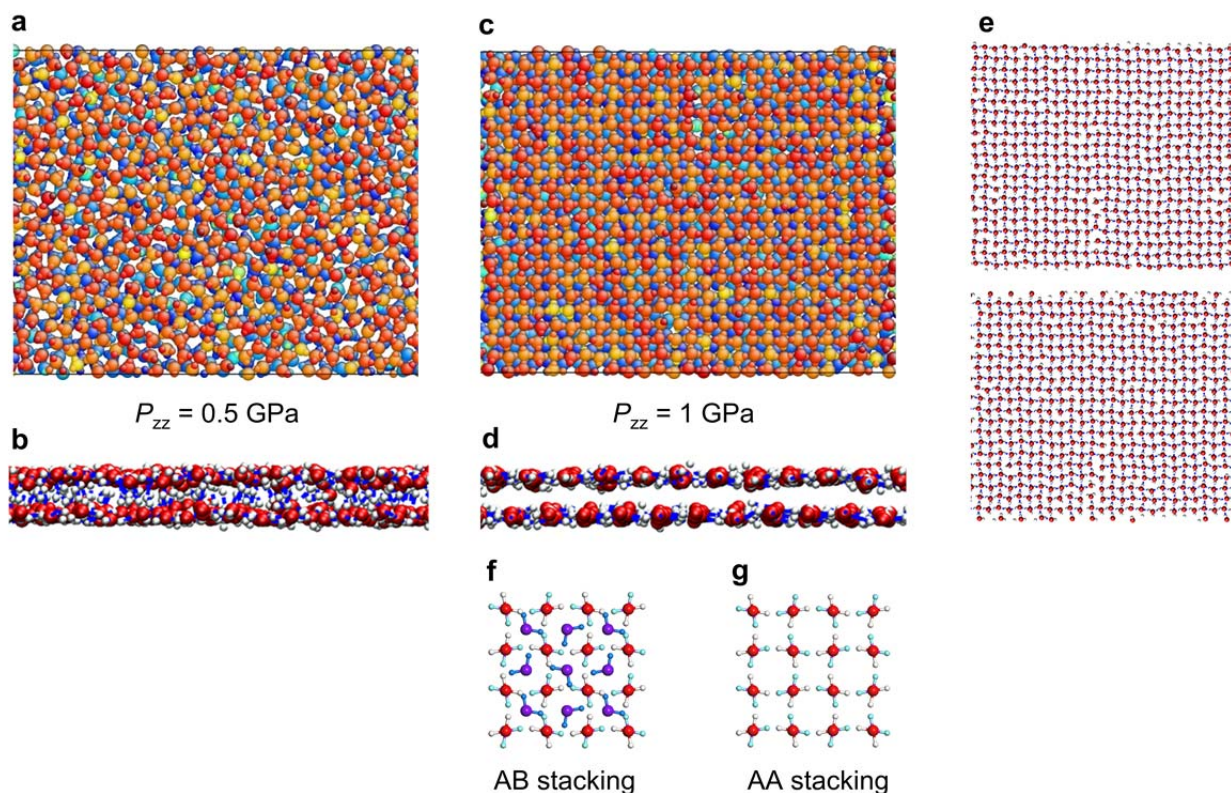 a
c
e
P_zz = 0.5 GPa
P_zz = 1 GPa
b
d
f
g
AB stacking
AA stacking